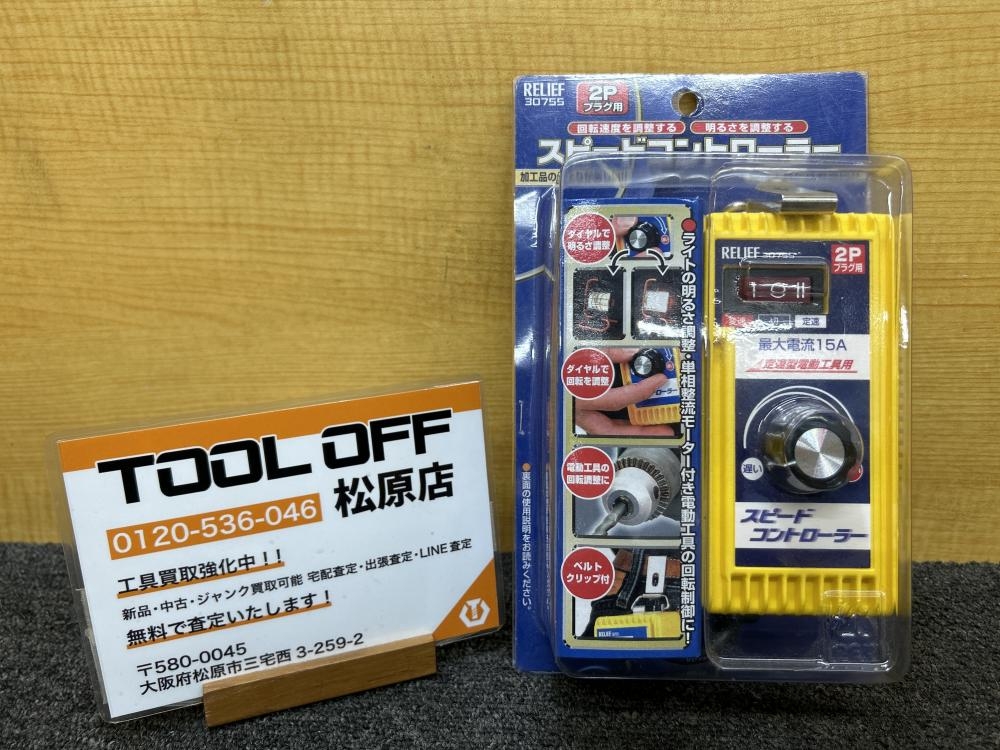 TOOL OFF
松原店
0120-536-046
工具買取強化中!!
新品・中古・ジャンク買取可能 宅配査定・出張査定・LINE査定
無料で査定いたします!
〒580-0045
大阪府松原市三宅西 3-259-2
RELIEF
30755
2P
プラグ用
回転速度を調整する
明るさを調整する
スピードコントローラー
加工品の
ダイヤルで
明るさ調整
ダイヤルで
回転を調整
電動工具の
回転調整に
ベルト
クリップ付
●ライトの明るさ調整・単相整流モーター付き電動工具の回転制御に!
●裏面の使用説明をお読みください。
RELIEF 30755
2P
プラグ用
変速
切
定速
最大電流15A
定速型電動工具用
遅い
スピード
コントローラー